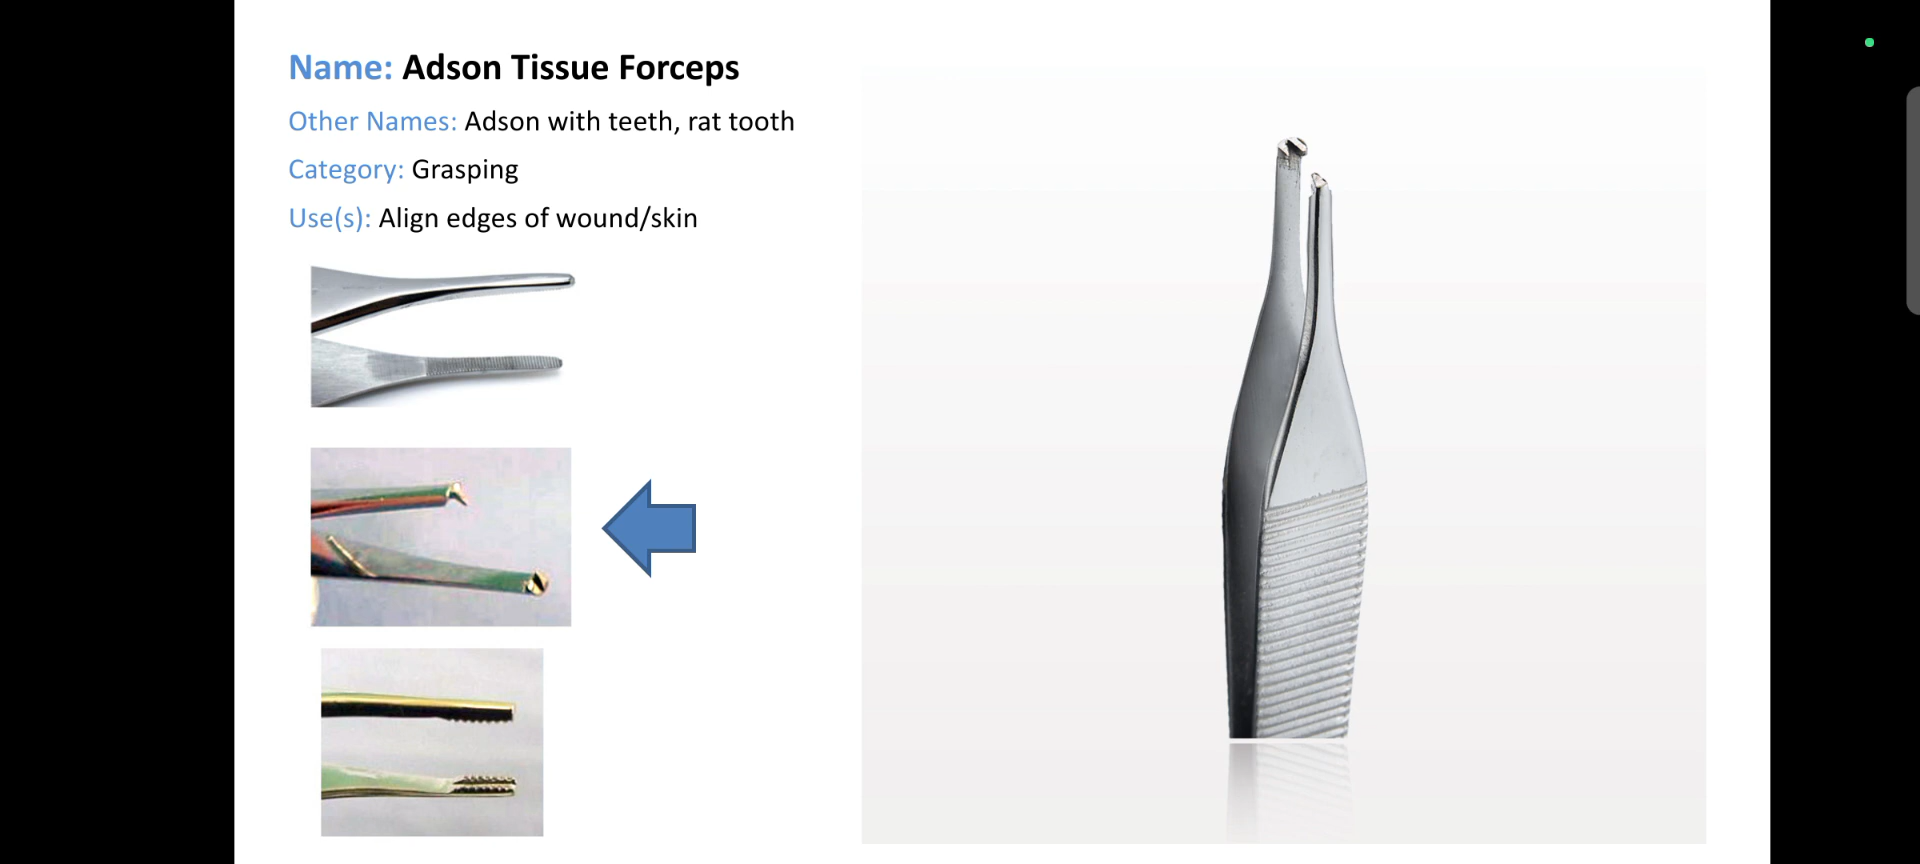 Name: Adson Tissue Forceps
Other Names: Adson with teeth, rat tooth
Category: Grasping
Use(s): Align edges of wound/skin